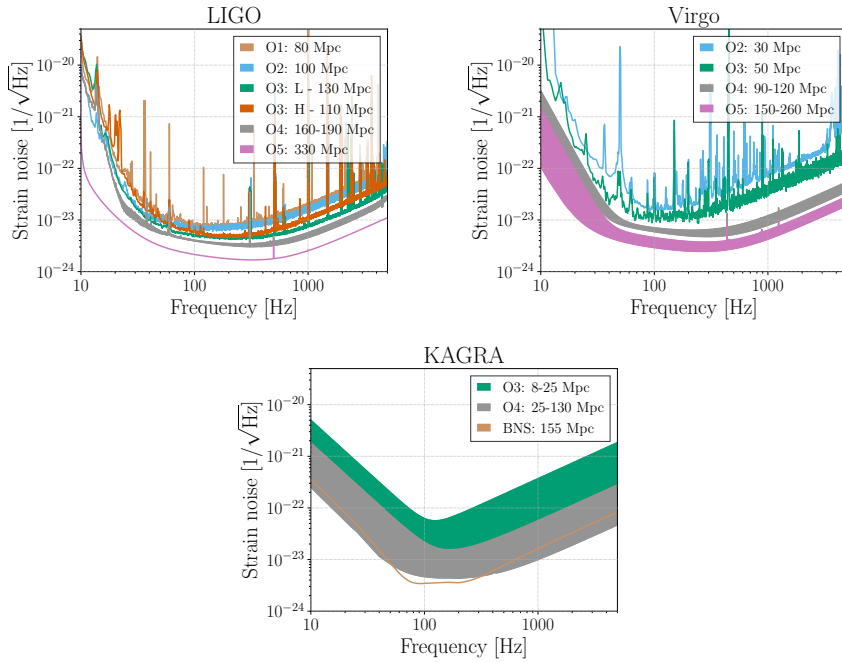 LIGO
Strain noise [1/√Hz]
10⁻²⁰
10⁻²¹
10⁻²²
10⁻²³
10⁻²⁴
O1: 80 Mpc
O2: 100 Mpc
O3: L - 130 Mpc
O3: H - 110 Mpc
O4: 160-190 Mpc
O5: 330 Mpc
10 100 1000
Frequency [Hz]
Virgo
Strain noise [1/√Hz]
10⁻²⁰
10⁻²¹
10⁻²²
10⁻²³
10⁻²⁴
O2: 30 Mpc
O3: 50 Mpc
O4: 90-120 Mpc
O5: 150-260 Mpc
10 100 1000
Frequency [Hz]
KAGRA
Strain noise [1/√Hz]
10⁻²⁰
10⁻²¹
10⁻²²
10⁻²³
10⁻²⁴
O3: 8-25 Mpc
O4: 25-130 Mpc
BNS: 155 Mpc
10 100 1000
Frequency [Hz]